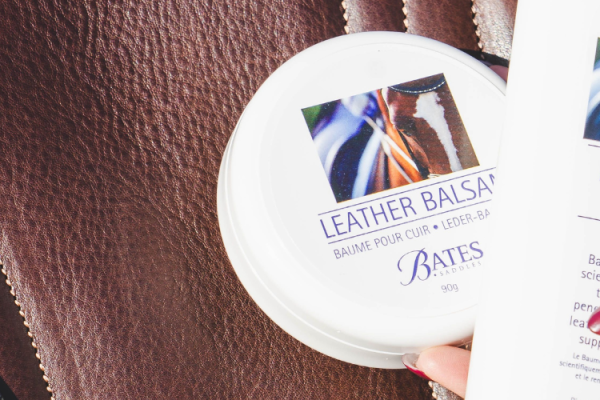 LEATHER BALSAM
BAUME POUR CUIR • LEDER-BA
BATES
SADDLES
90g
Ba
scie
t
pene
lea
supp
Le Baum
scientifiquem
et le ren